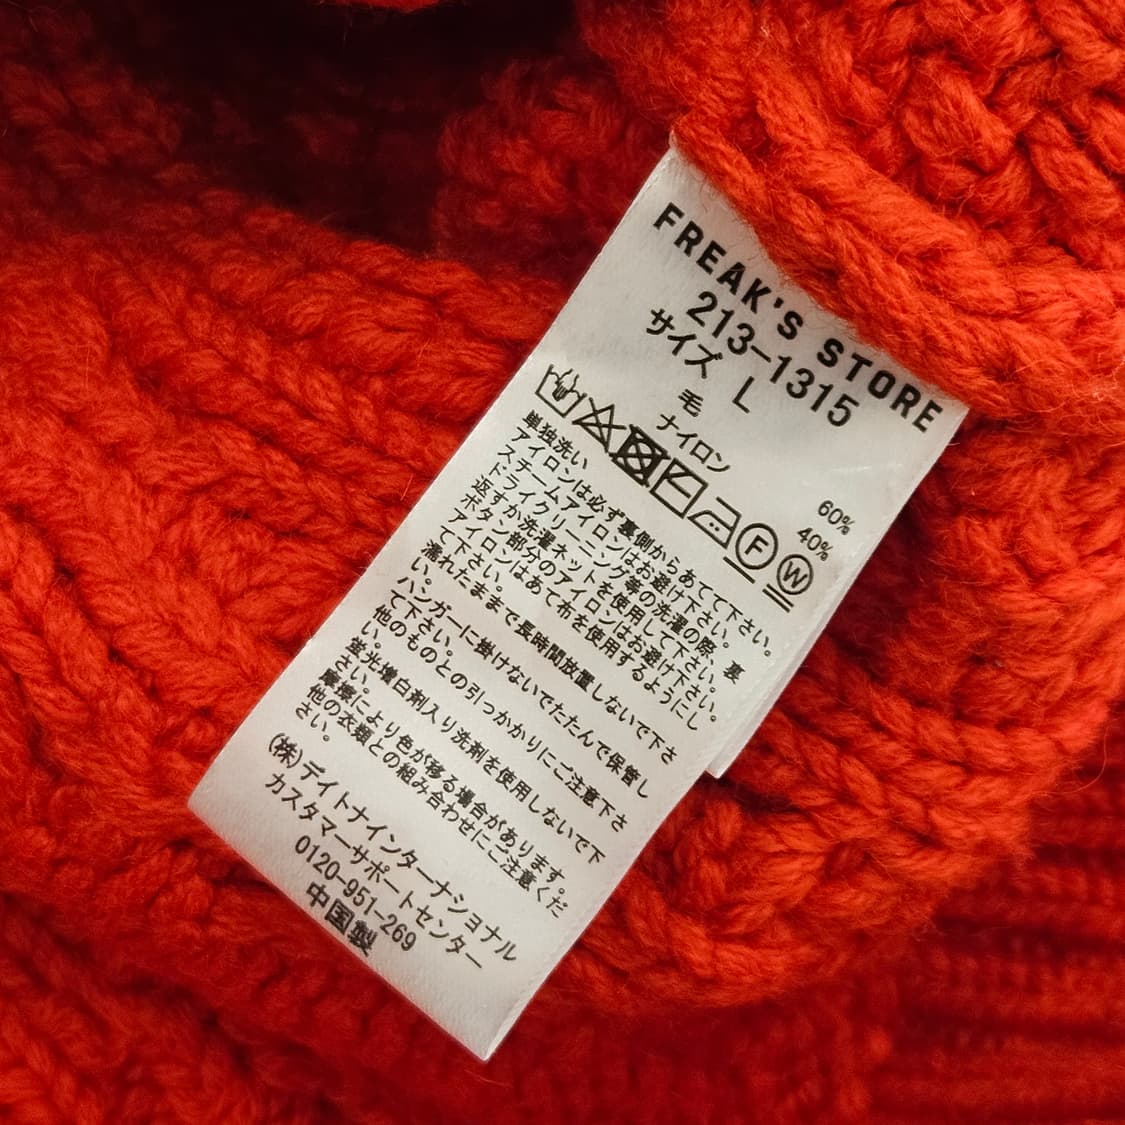 FREAK'S STORE
213-1315
サイズ L
毛 60%
ナイロン 40%
F W
単独洗い
アイロンは必ず裏側からあてて下さい。
スチームアイロンはお避け下さい。
ドライクリーニング等の洗濯の際、裏
返すか洗濯ネットを使用して下さい。
ボタン部分のアイロンはお避け下さい。
アイロンはあて布を使用するようにし
て下さい。
濡れたままで長時間放置しないで下さ
い。
ハンガーに掛けないでたたんで保管し
て下さい。
他のものとの引っかかりにご注意下さ
い。
蛍光増白剤入り洗剤を使用しないで下
さい。
摩擦により色が移る場合があります。
他の衣類との組み合わせにご注意くだ
さい。
(株)デイトナインターナショナル
カスタマーサポートセンター
0120-951-269
中国製